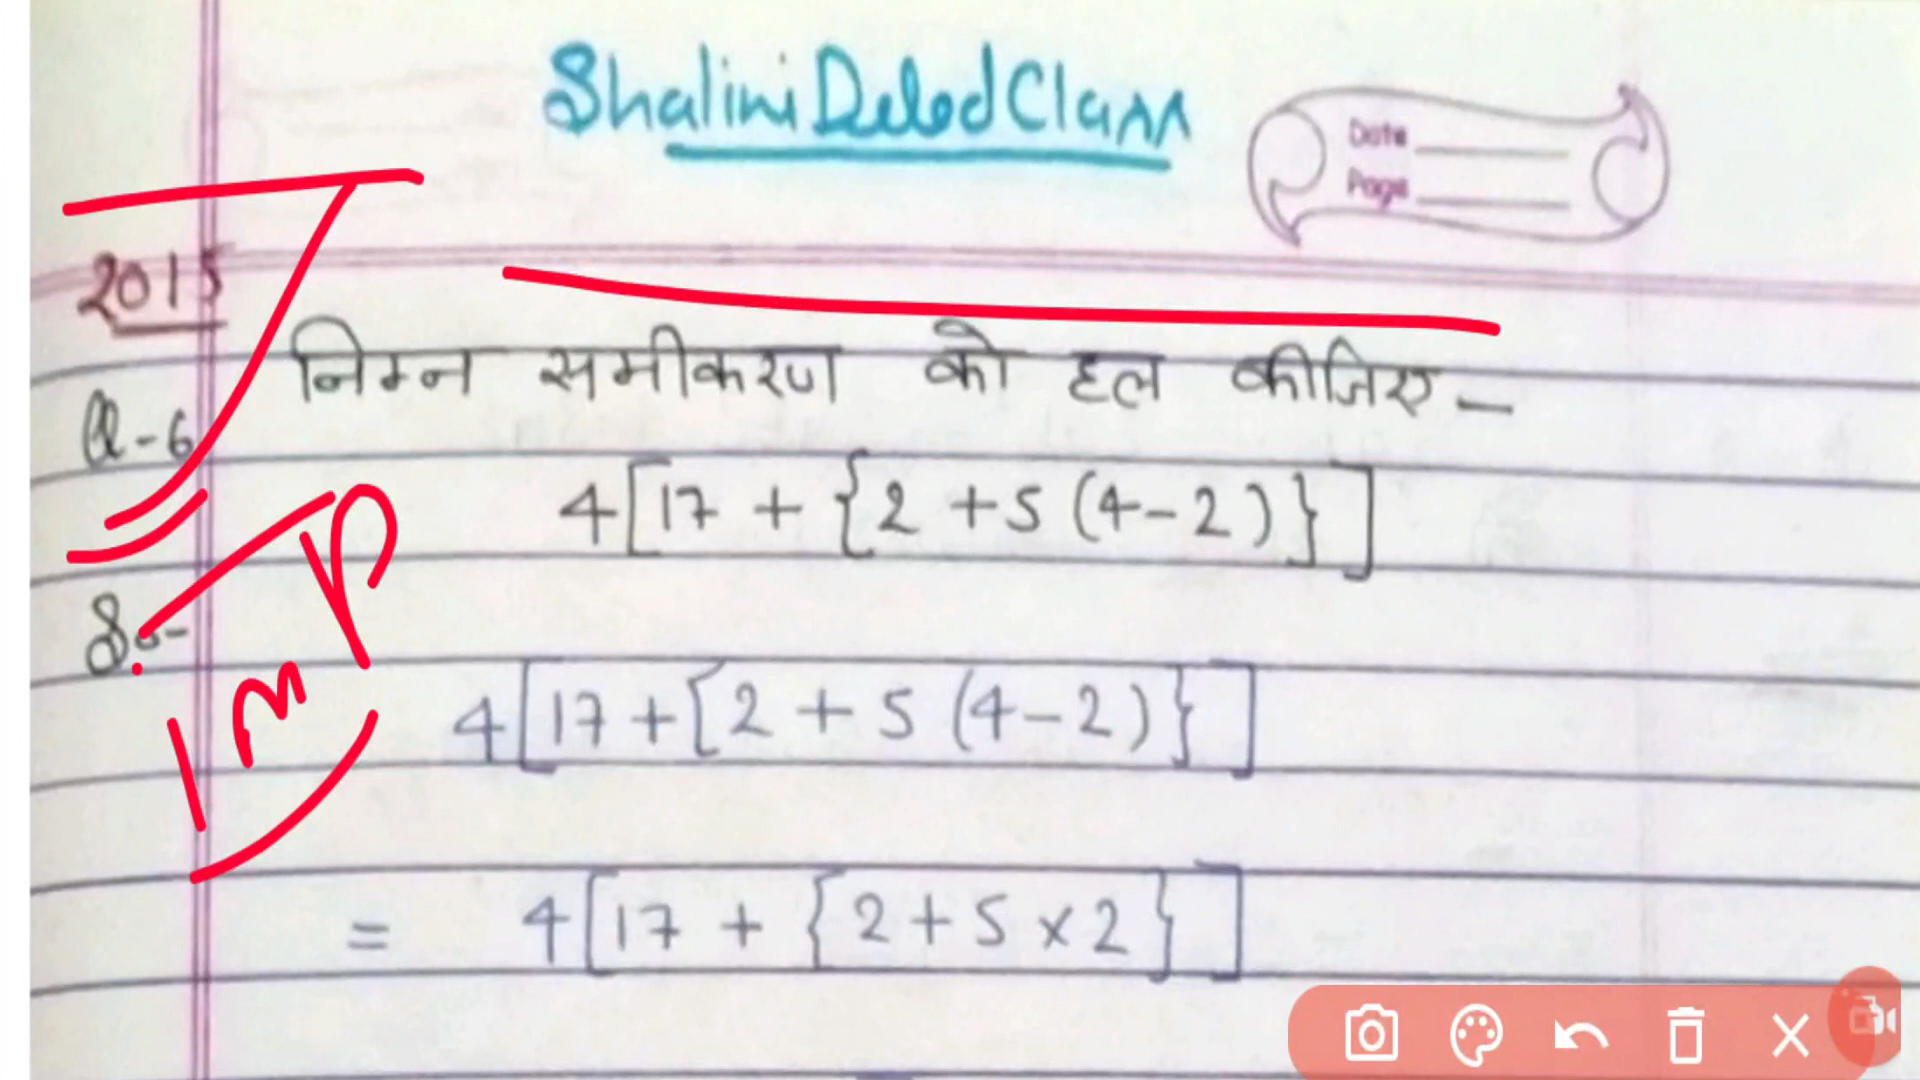 Shalini Deled Class
Date
Page
2015
निम्न समीकरण को हल कीजिए -
Q-6
4[17 + {2 + 5 (4-2)}]
So-
Imp
4[17 + {2 + 5 (4-2)}]
= 4[17 + {2 + 5 × 2}]